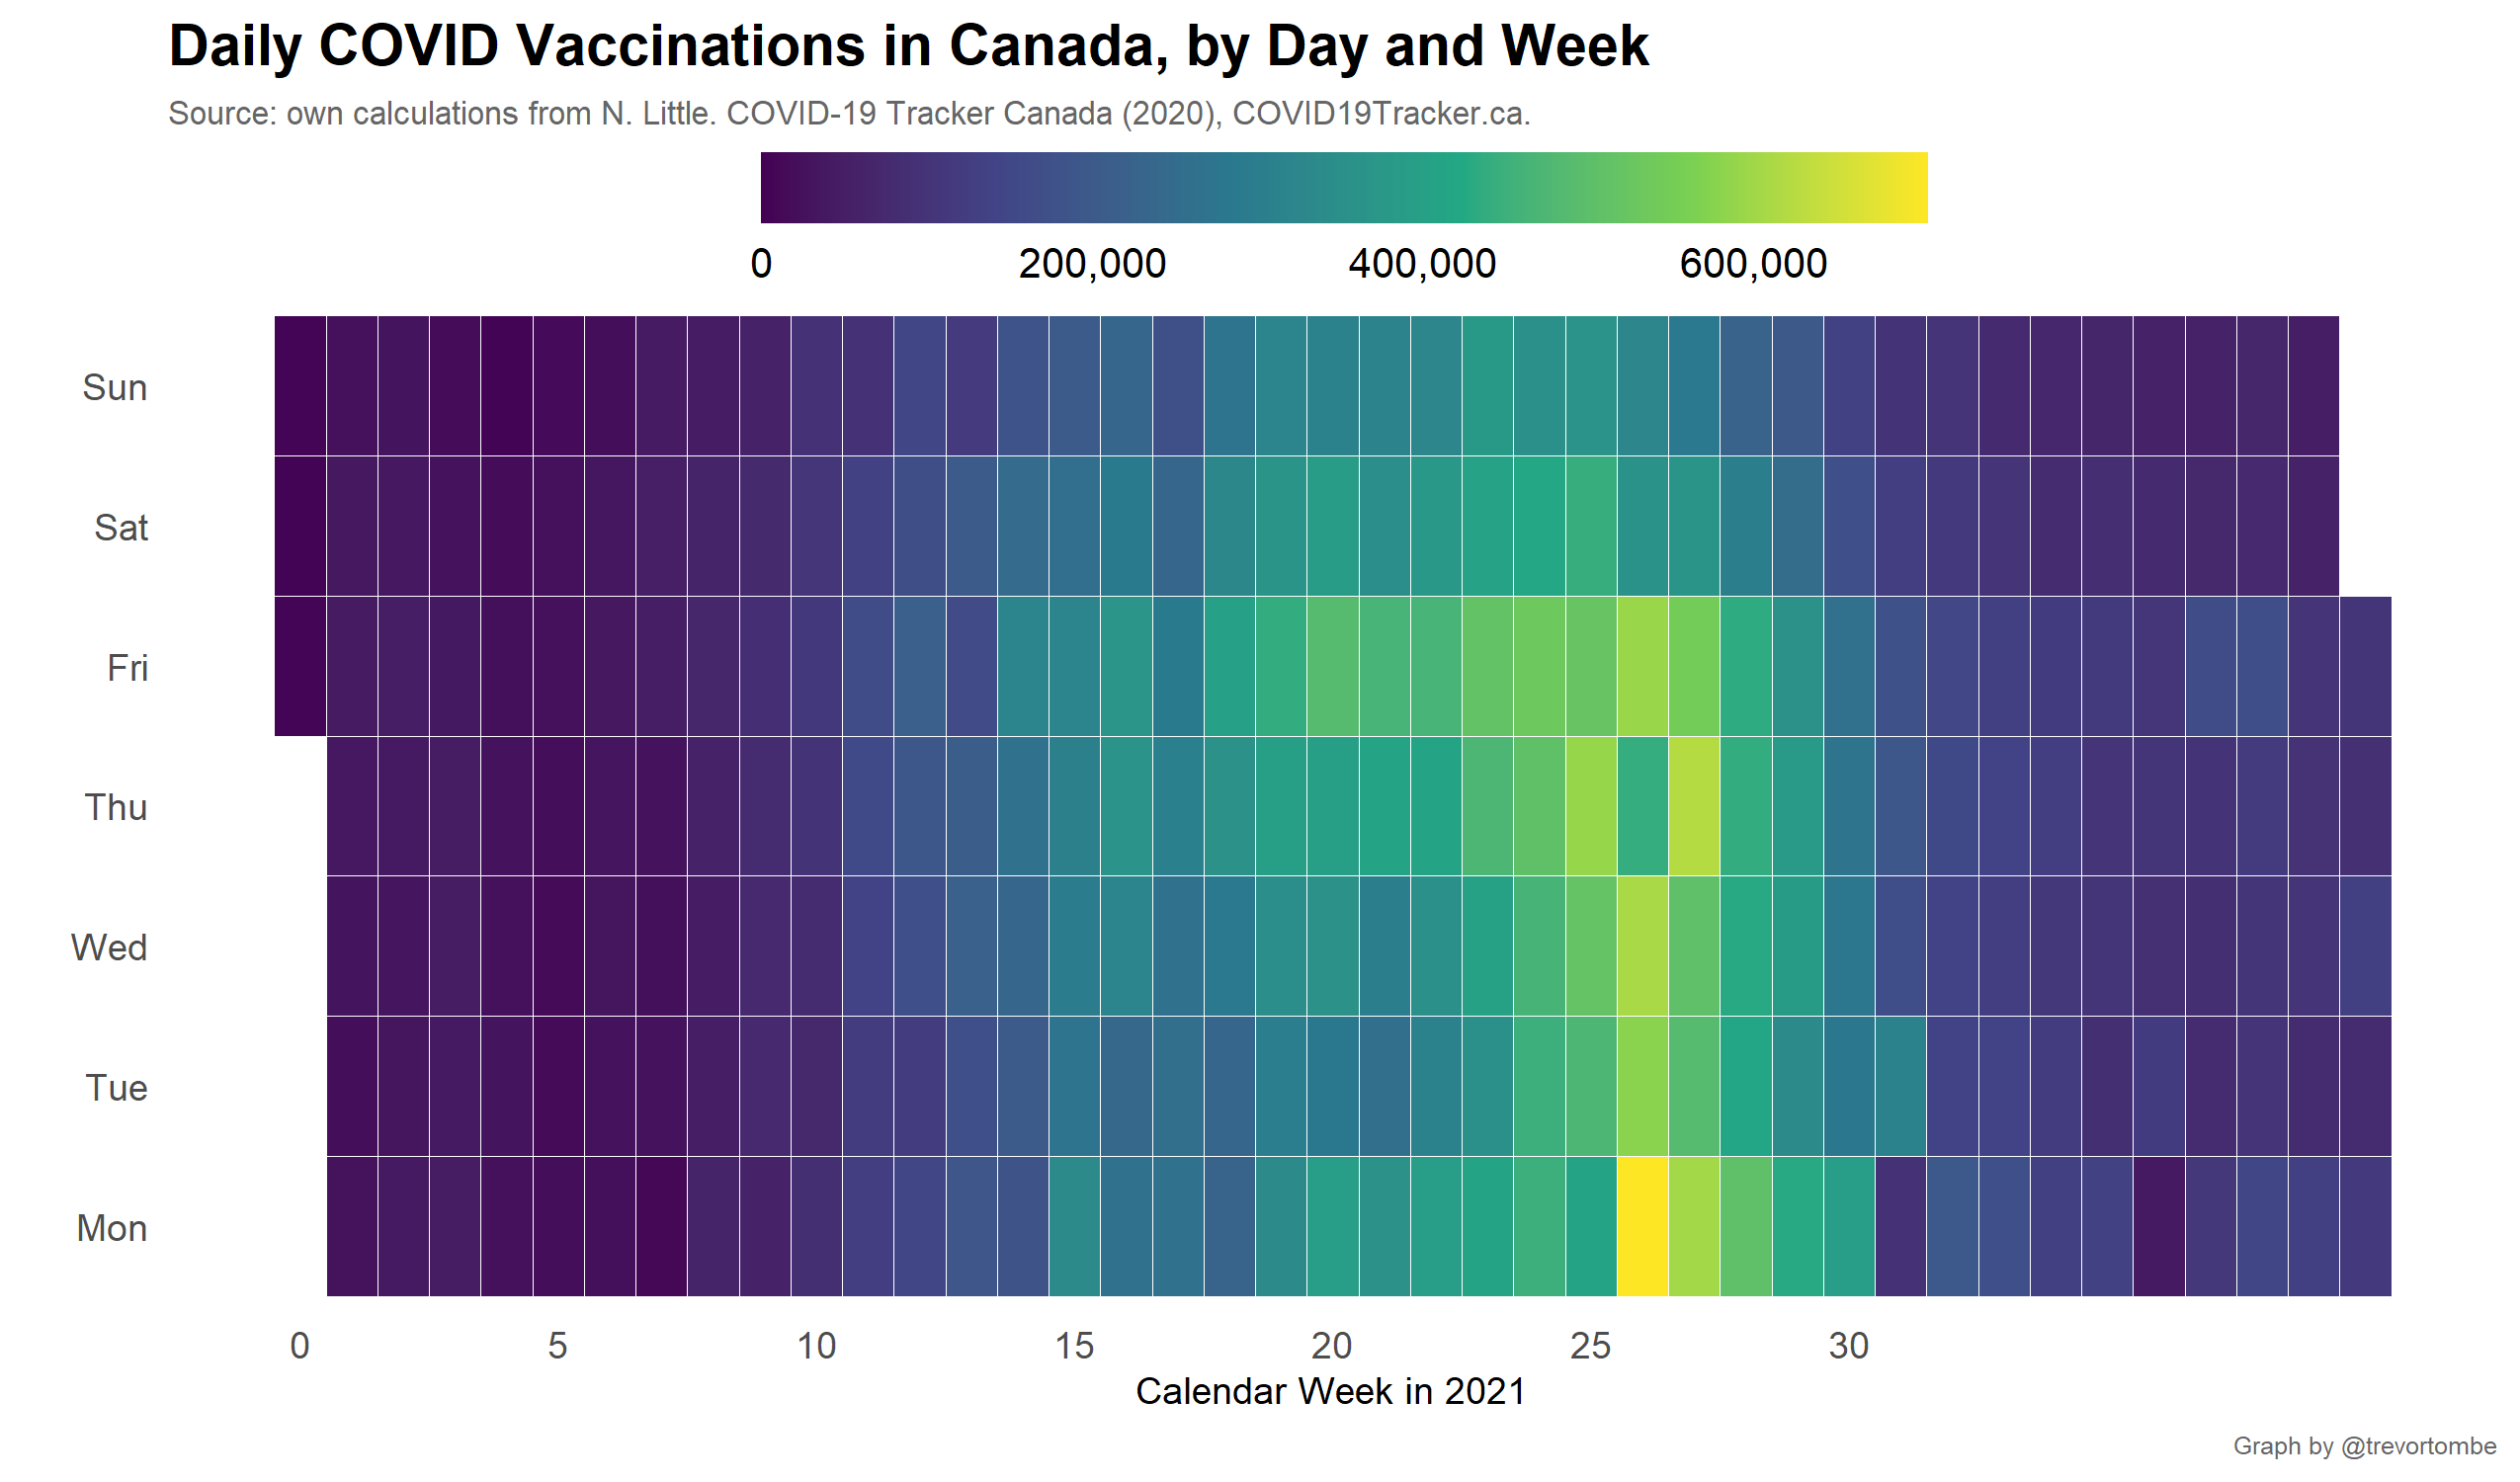 Daily COVID Vaccinations in Canada, by Day and Week
Source: own calculations from N. Little. COVID-19 Tracker Canada (2020), COVID19Tracker.ca.
0 200,000 400,000 600,000
Sun
Sat
Fri
Thu
Wed
Tue
Mon
0 5 10 15 20 25 30
Calendar Week in 2021
Graph by @trevortombe